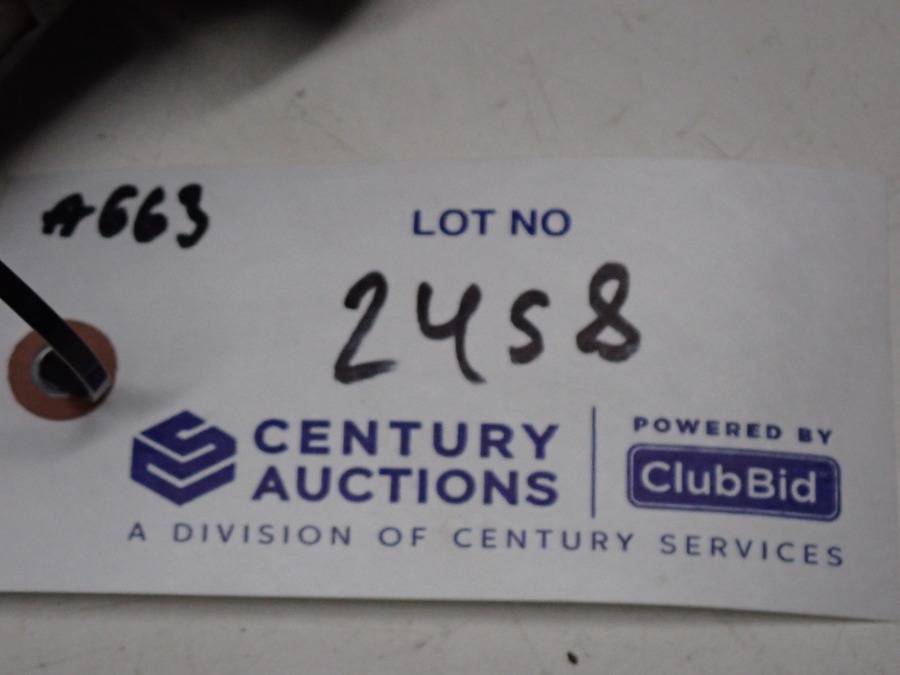 A663
LOT NO
2458
CENTURY AUCTIONS
POWERED BY
ClubBid
A DIVISION OF CENTURY SERVICES